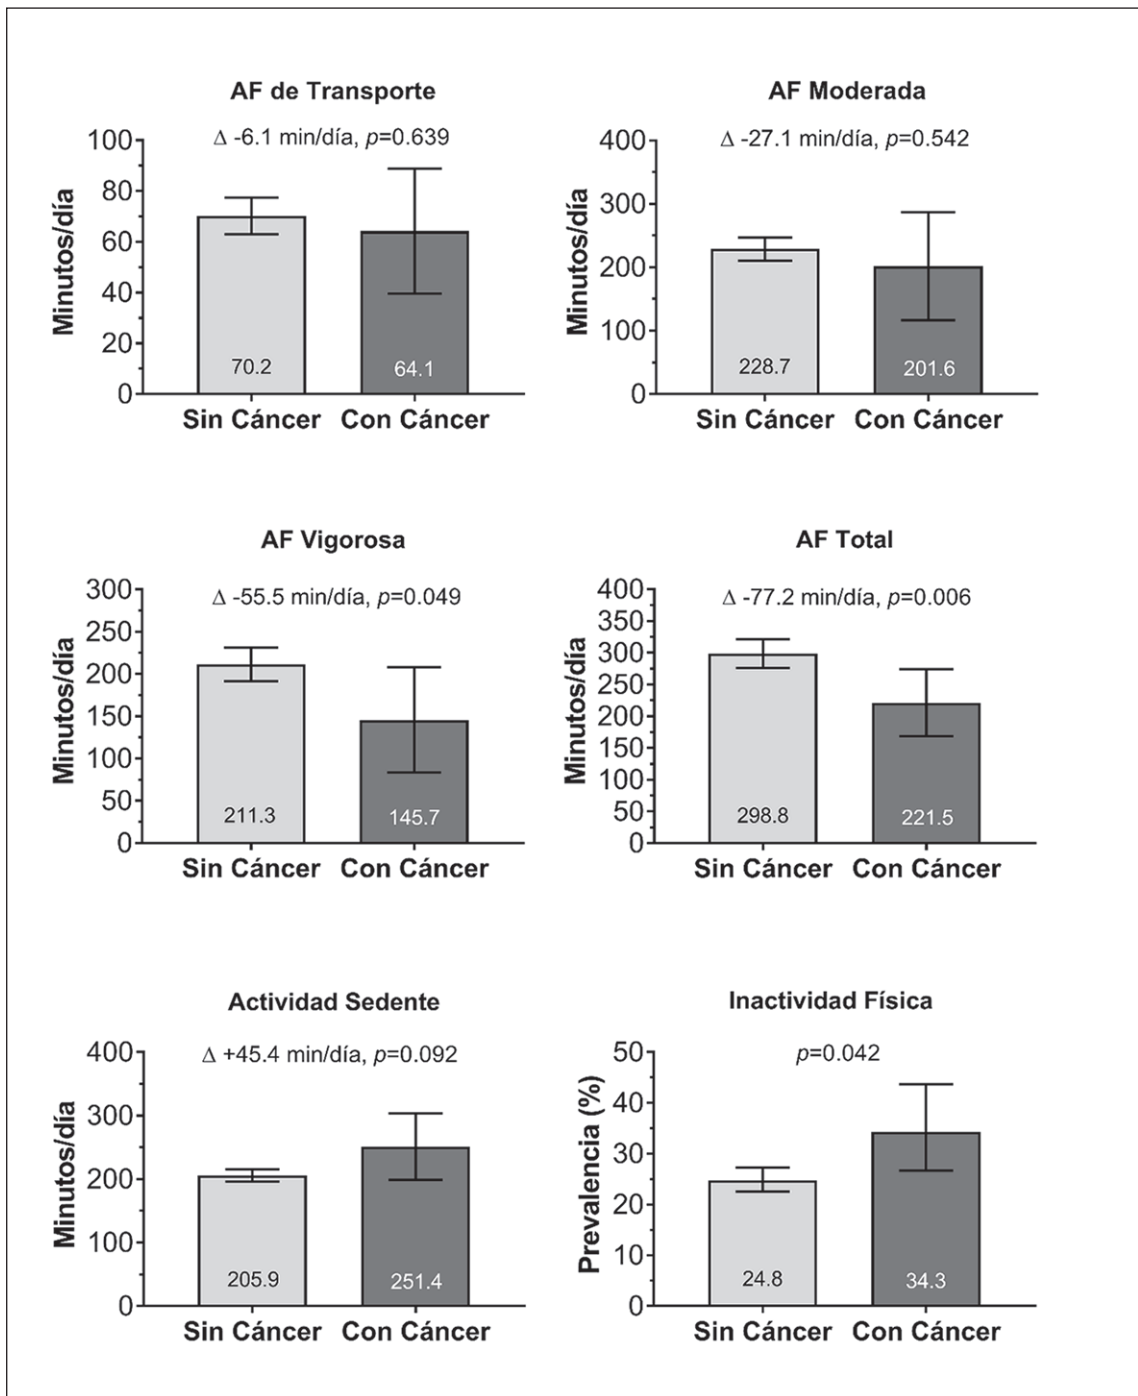 AF de Transporte
Δ -6.1 min/día, p=0.639
Minutos/día
100
80
60
40
20
0
70.2
64.1
Sin Cáncer Con Cáncer
AF Moderada
Δ -27.1 min/día, p=0.542
Minutos/día
400
300
200
100
0
228.7
201.6
Sin Cáncer Con Cáncer
AF Vigorosa
Δ -55.5 min/día, p=0.049
Minutos/día
300
250
200
150
100
50
0
211.3
145.7
Sin Cáncer Con Cáncer
AF Total
Δ -77.2 min/día, p=0.006
Minutos/día
400
350
300
250
200
150
100
50
0
298.8
221.5
Sin Cáncer Con Cáncer
Actividad Sedente
Δ +45.4 min/día, p=0.092
Minutos/día
400
300
200
100
0
205.9
251.4
Sin Cáncer Con Cáncer
Inactividad Física
p=0.042
Prevalencia (%)
50
40
30
20
10
0
24.8
34.3
Sin Cáncer Con Cáncer